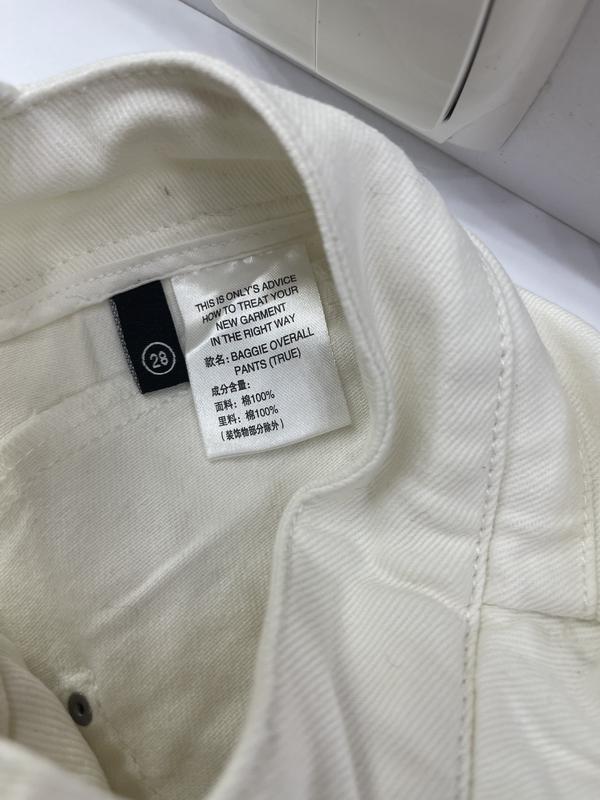 28
THIS IS ONLY'S ADVICE
HOW TO TREAT YOUR
NEW GARMENT
IN THE RIGHT WAY
款名: BAGGIE OVERALL
PANTS (TRUE)
成分含量:
面料: 棉100%
里料: 棉100%
(装饰物部分除外)